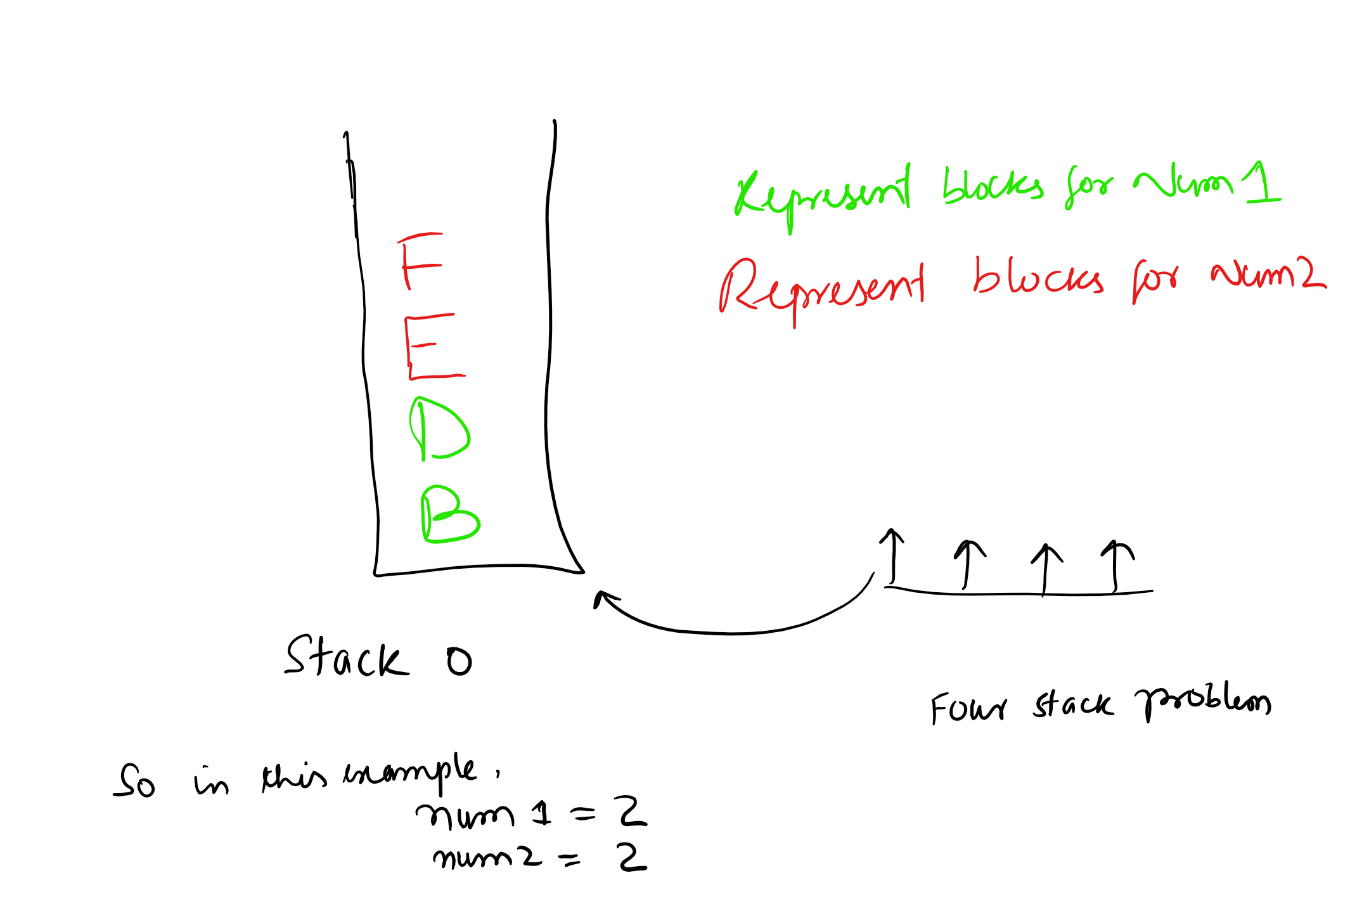 Represent blocks for Num 1
F
Represent blocks for Num2
E
D
B
Stack 0
Four stack problem
So in this example,
num 1 = 2
num2 = 2